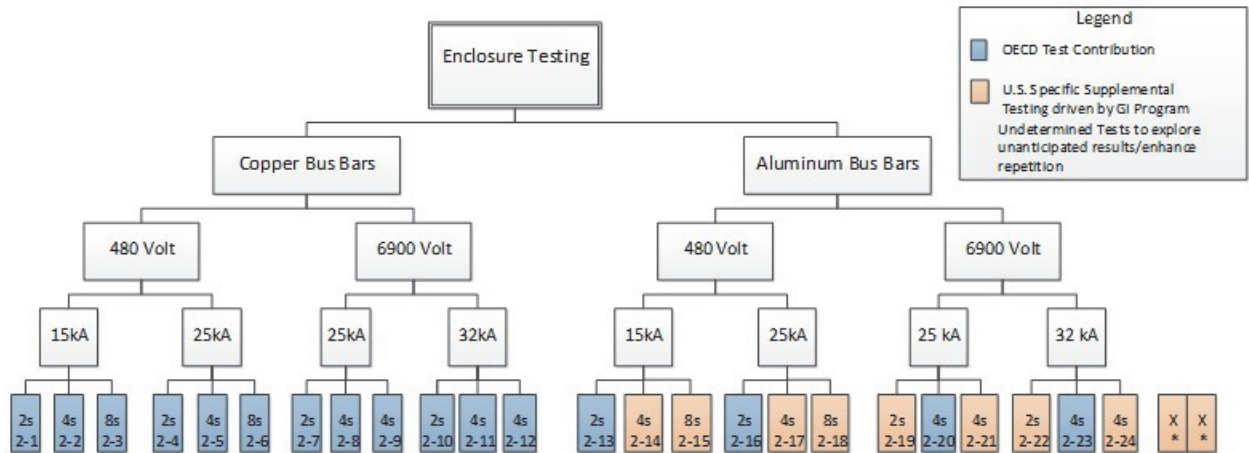 Enclosure Testing
Legend
OECD Test Contribution
U.S. Specific Supplemental
Testing driven by GI Program
Undetermined Tests to explore
unanticipated results/enhance
repetition
Copper Bus Bars
Aluminum Bus Bars
480 Volt
6900 Volt
480 Volt
6900 Volt
15kA
25kA
25kA
32kA
15kA
25kA
25 kA
32 kA
2s
2-1
4s
2-2
8s
2-3
2s
2-4
4s
2-5
8s
2-6
2s
2-7
4s
2-8
4s
2-9
2s
2-10
4s
2-11
4s
2-12
2s
2-13
4s
2-14
8s
2-15
2s
2-16
4s
2-17
8s
2-18
2s
2-19
4s
2-20
4s
2-21
2s
2-22
4s
2-23
4s
2-24
X
*
X
*